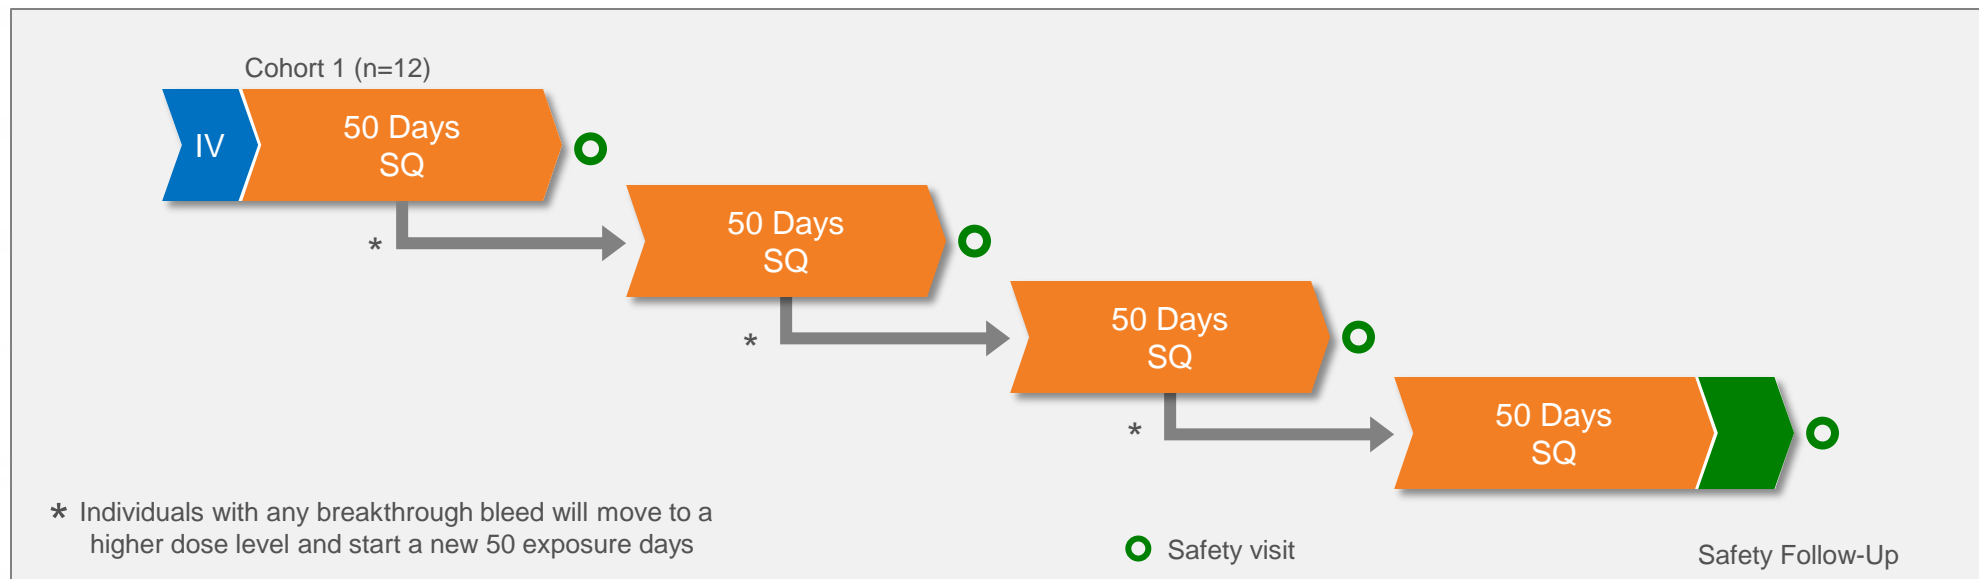 Cohort 1 (n=12)
IV
50 Days
SQ
50 Days
SQ
*
50 Days
SQ
*
50 Days
SQ
*
* Individuals with any breakthrough bleed will move to a
higher dose level and start a new 50 exposure days
Safety visit
Safety Follow-Up